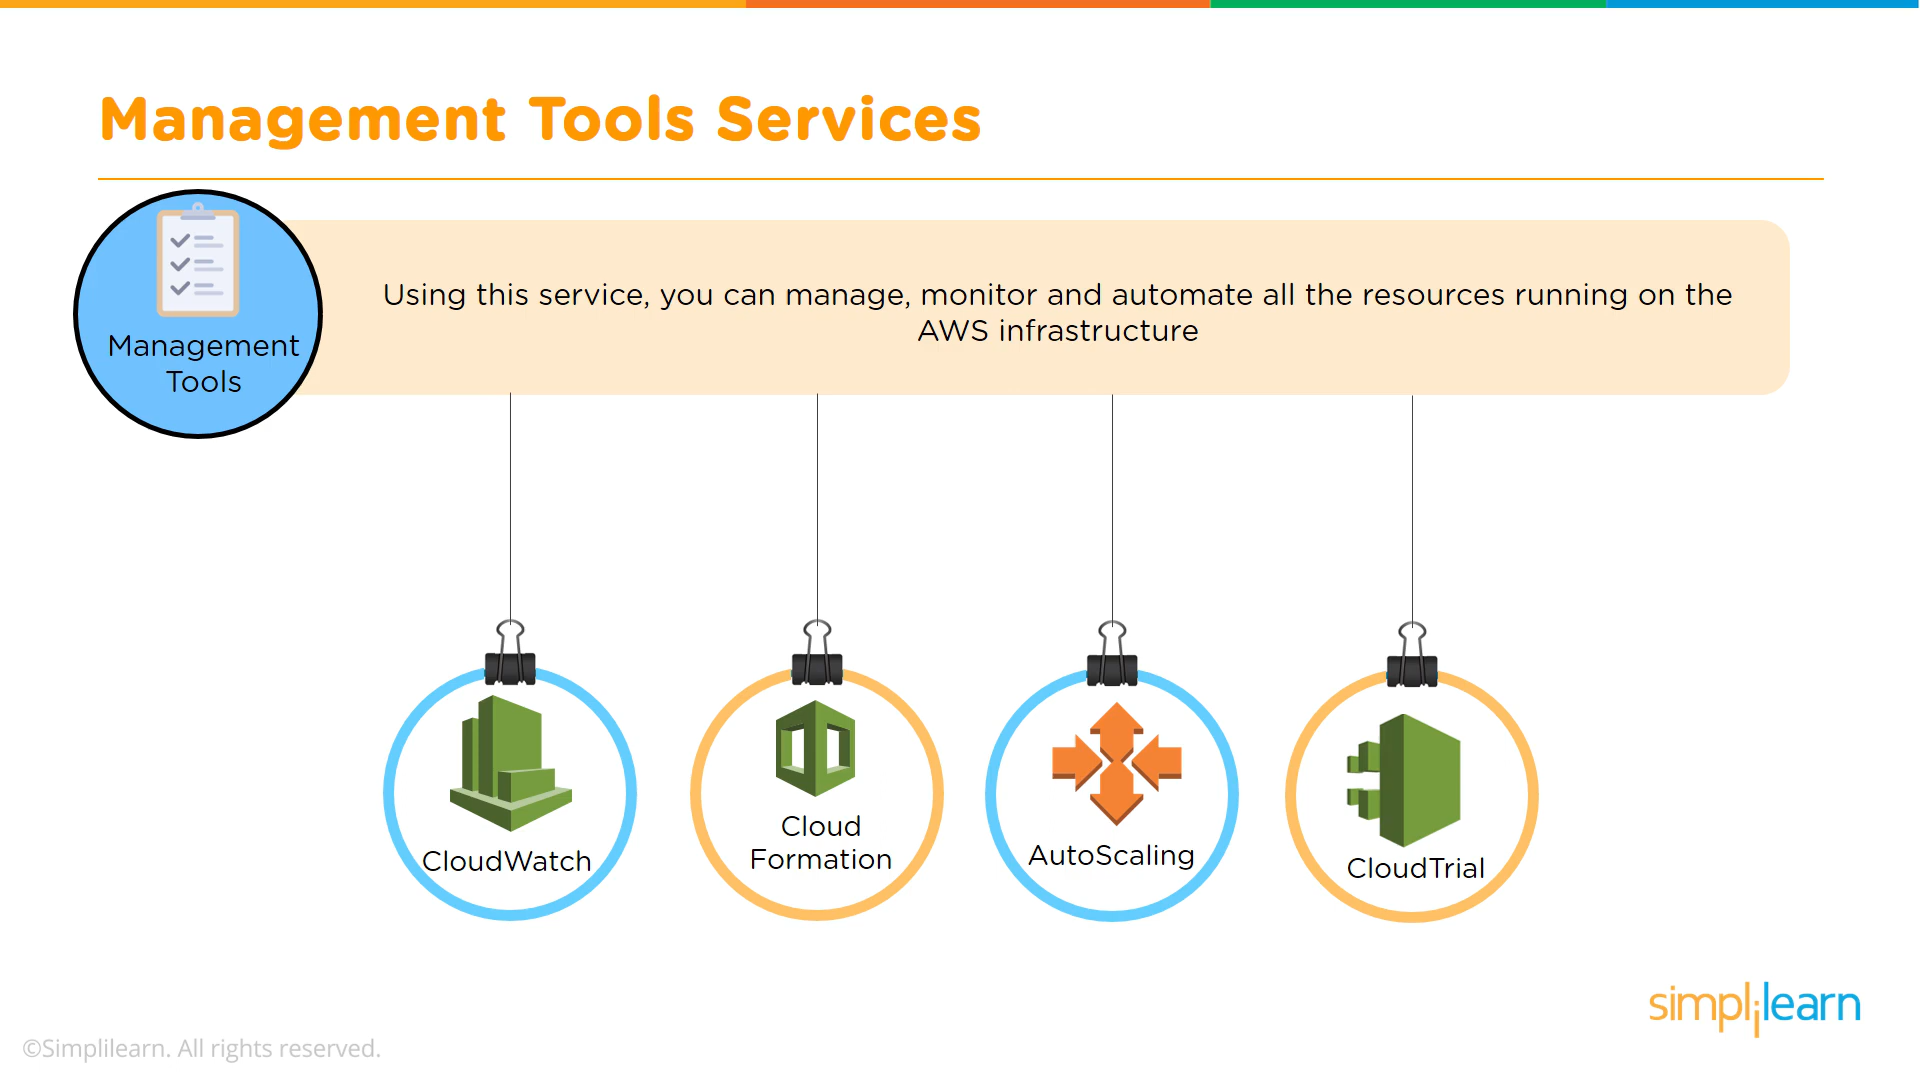 Management Tools Services
Using this service, you can manage, monitor and automate all the resources running on the
AWS infrastructure
Management
Tools
CloudWatch
Cloud
Formation
AutoScaling
CloudTrial
simplilearn
©Simplilearn. All rights reserved.